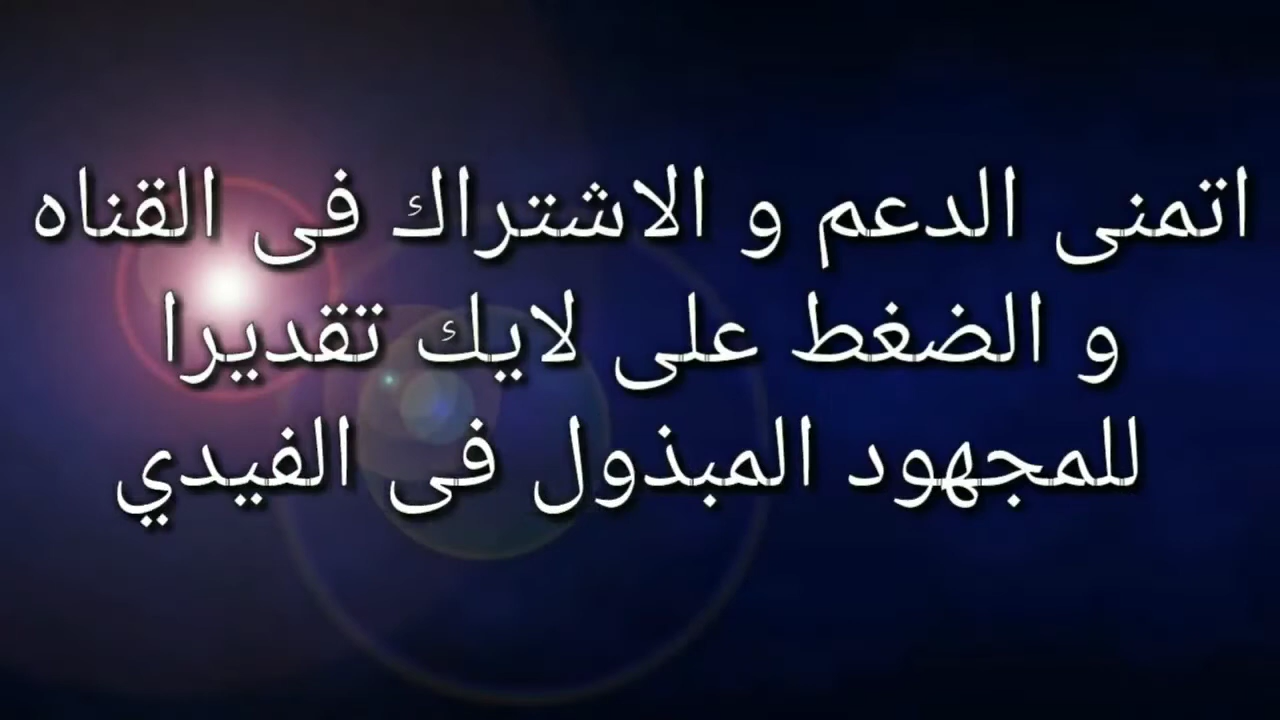 اتمنى الدعم و الاشتراك فى القناه
و الضغط على لايك تقديرا
للمجهود المبذول فى الفيدي